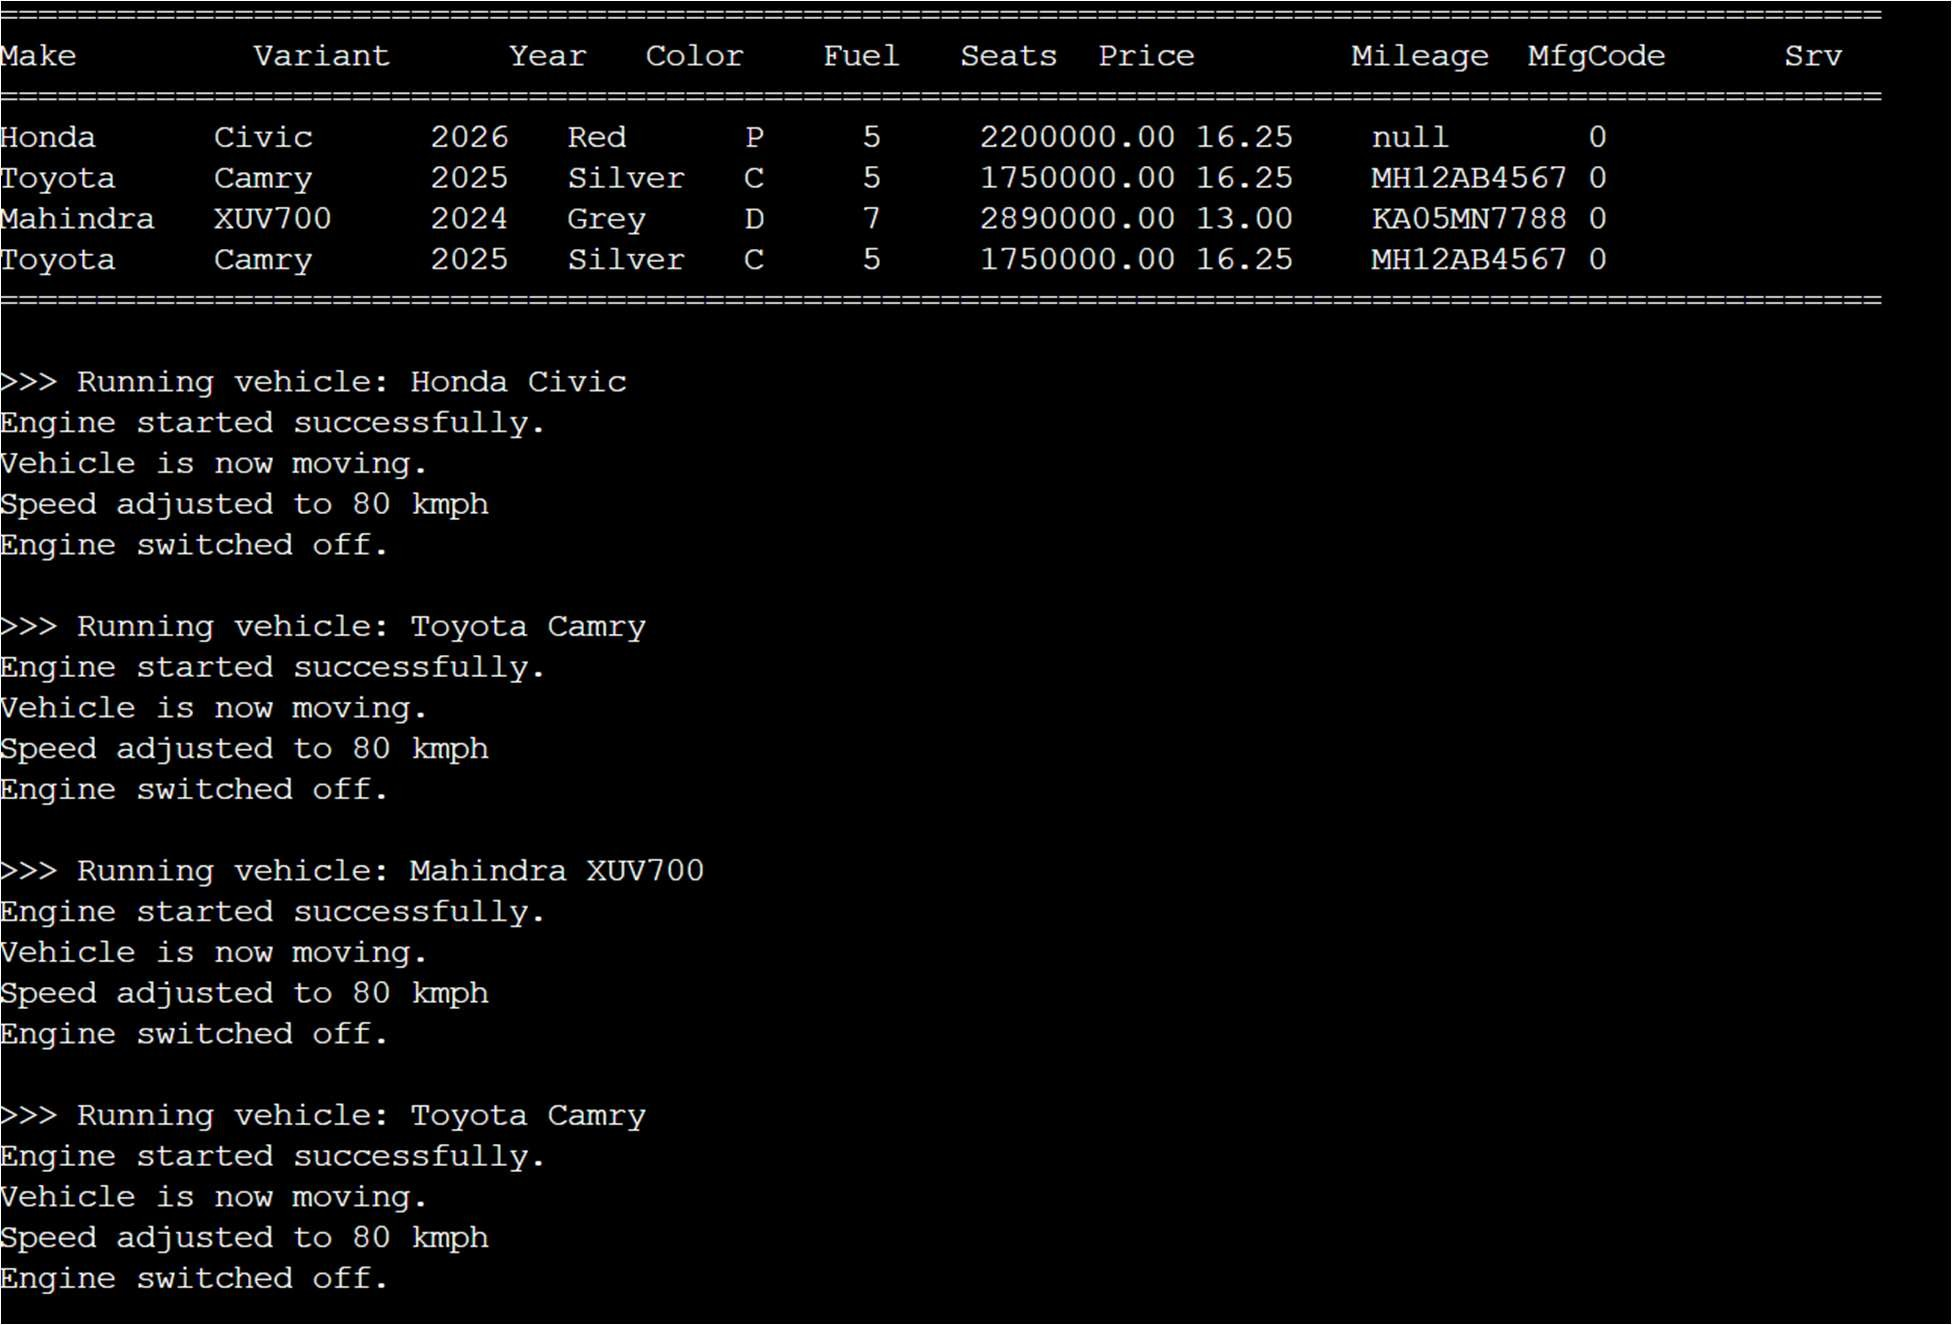 ================================================================================================
Make         Variant      Year   Color    Fuel   Seats  Price        Mileage  MfgCode      Srv
================================================================================================
Honda      Civic      2026   Red      P     5     2200000.00 16.25    null       0
Toyota     Camry      2025   Silver   C     5     1750000.00 16.25    MH12AB4567 0
Mahindra   XUV700     2024   Grey     D     7     2890000.00 13.00    KA05MN7788 0
Toyota     Camry      2025   Silver   C     5     1750000.00 16.25    MH12AB4567 0
================================================================================================
>>> Running vehicle: Honda Civic
Engine started successfully.
Vehicle is now moving.
Speed adjusted to 80 kmph
Engine switched off.
>>> Running vehicle: Toyota Camry
Engine started successfully.
Vehicle is now moving.
Speed adjusted to 80 kmph
Engine switched off.
>>> Running vehicle: Mahindra XUV700
Engine started successfully.
Vehicle is now moving.
Speed adjusted to 80 kmph
Engine switched off.
>>> Running vehicle: Toyota Camry
Engine started successfully.
Vehicle is now moving.
Speed adjusted to 80 kmph
Engine switched off.